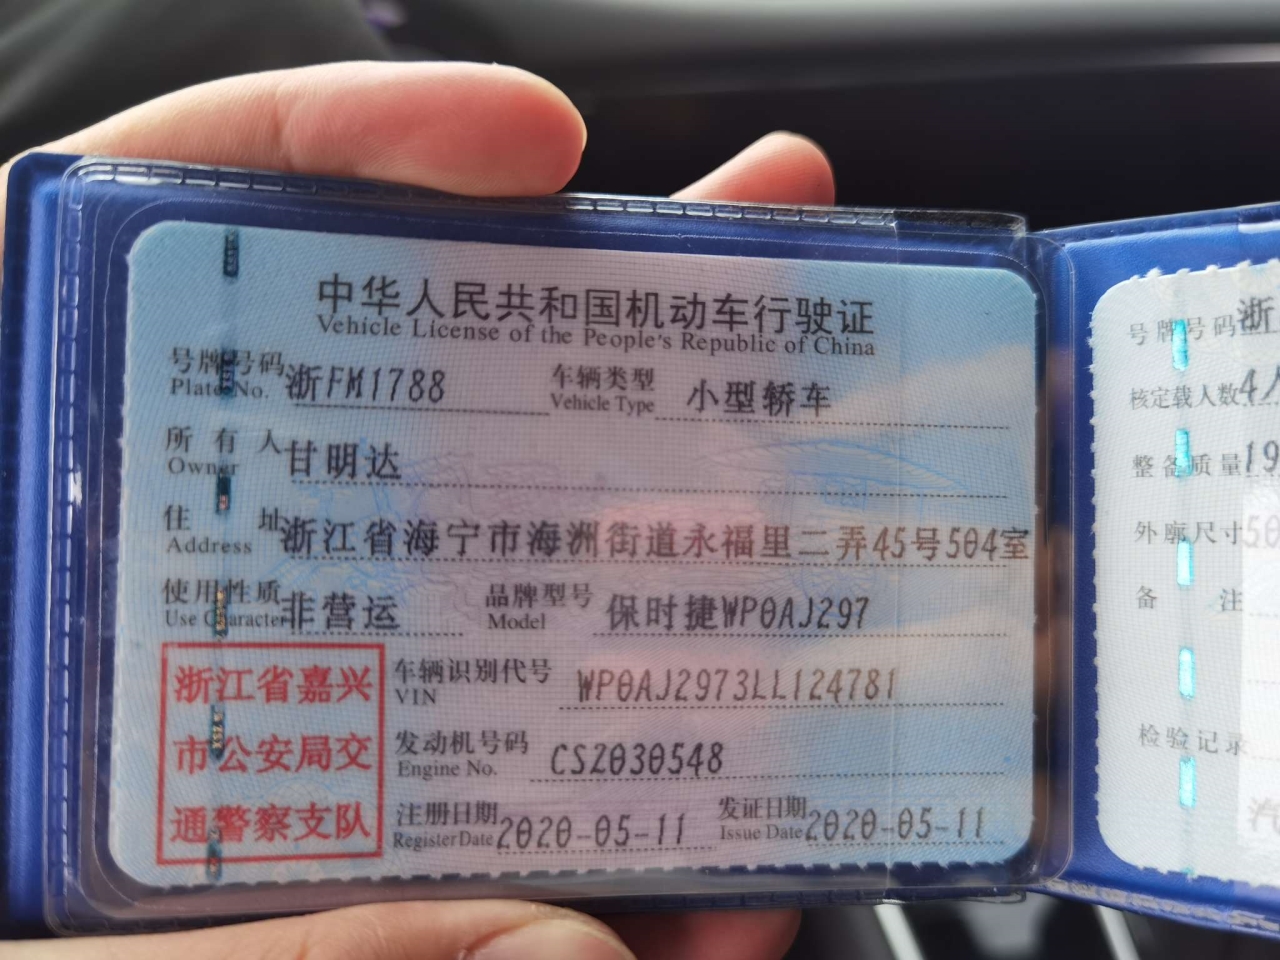 中华人民共和国机动车行驶证
Vehicle License of the People's Republic of China
号牌号码 浙FM1788 车辆类型 小型轿车
Plate No. Vehicle Type
所有人 甘明达
Owner
住址 浙江省海宁市海洲街道永福里二弄45号504室
Address
使用性质 非营运 品牌型号 保时捷WP0AJ297
Use Character Model
浙江省嘉兴
市公安局交
通警察支队
车辆识别代号 WP0AJ2973LL124781
VIN
发动机号码 CS2030548
Engine No.
注册日期 2020-05-11 发证日期 2020-05-11
Register Date Issue Date
号牌号码 浙
核定载人数 4人
整备质量 19
外廓尺寸 50
备注
检验记录